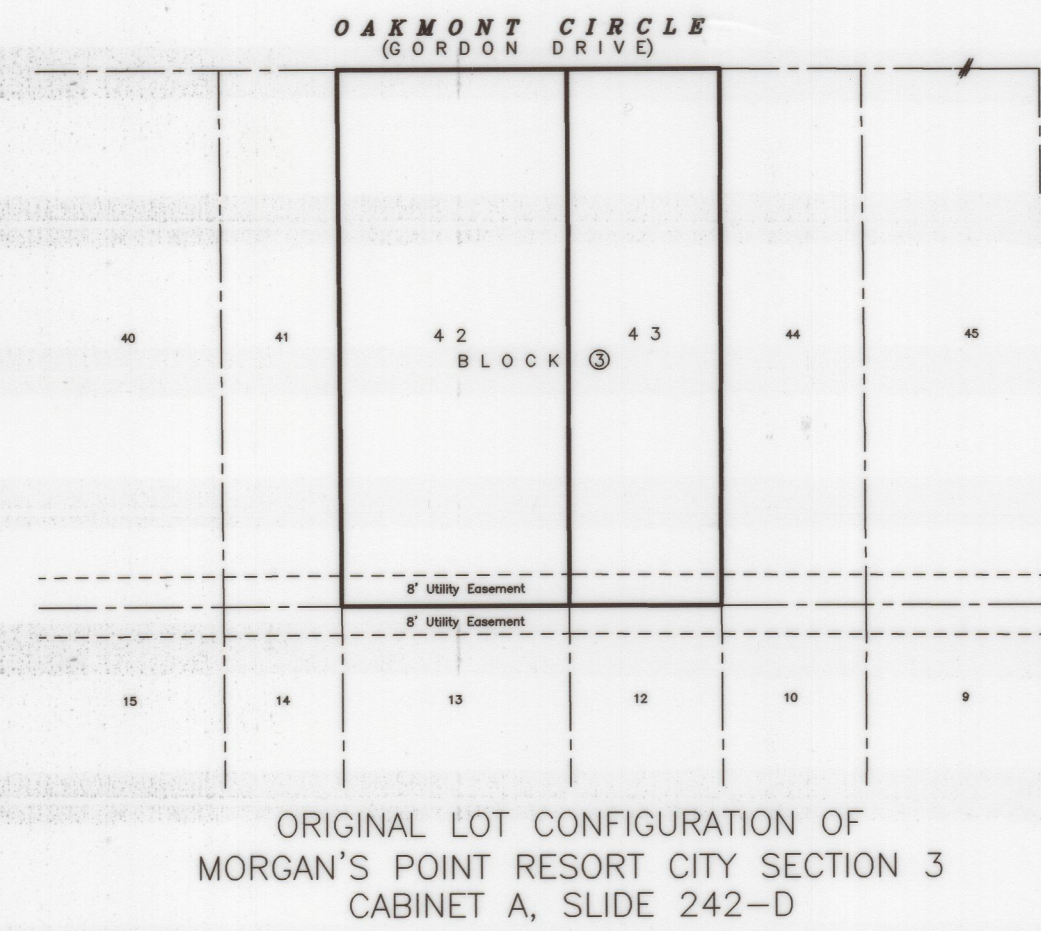 OAKMONT CIRCLE
(GORDON DRIVE)
40
41
42
43
44
45
BLOCK ③
8' Utility Easement
8' Utility Easement
15
14
13
12
10
9
ORIGINAL LOT CONFIGURATION OF
MORGAN'S POINT RESORT CITY SECTION 3
CABINET A, SLIDE 242-D